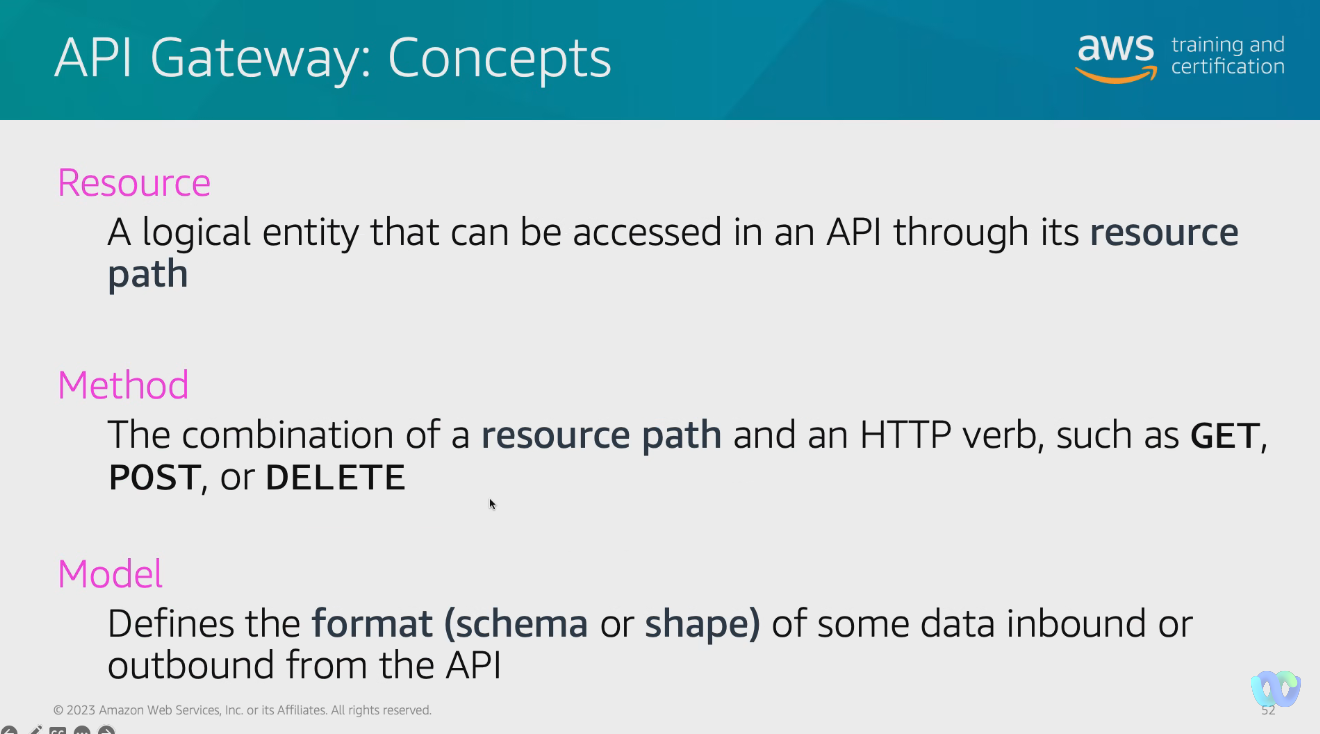 API Gateway: Concepts
aws training and
certification
Resource
A logical entity that can be accessed in an API through its resource
path
Method
The combination of a resource path and an HTTP verb, such as GET,
POST, or DELETE
Model
Defines the format (schema or shape) of some data inbound or
outbound from the API
© 2023 Amazon Web Services, Inc. or its Affiliates. All rights reserved.
52